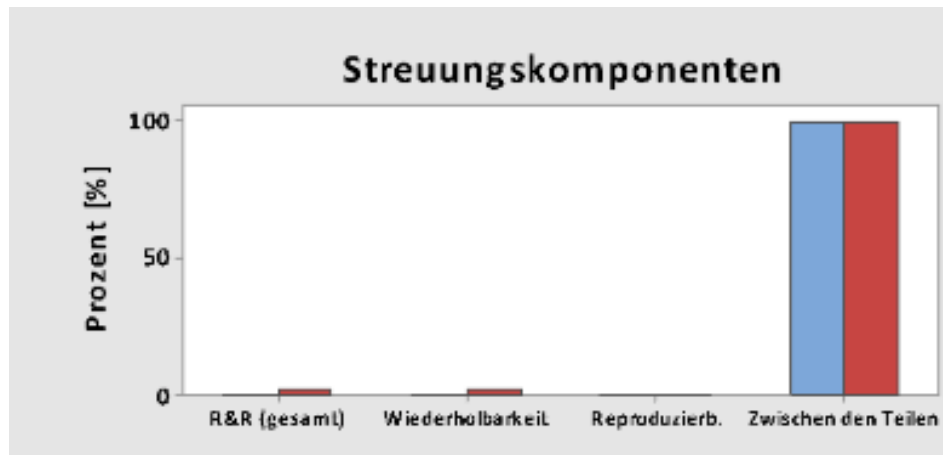 Streuungskomponenten
Prozent [%]
100
50
0
R&R (gesamt) Wiederholbarkeit Reproduzierb. Zwischen den Teilen